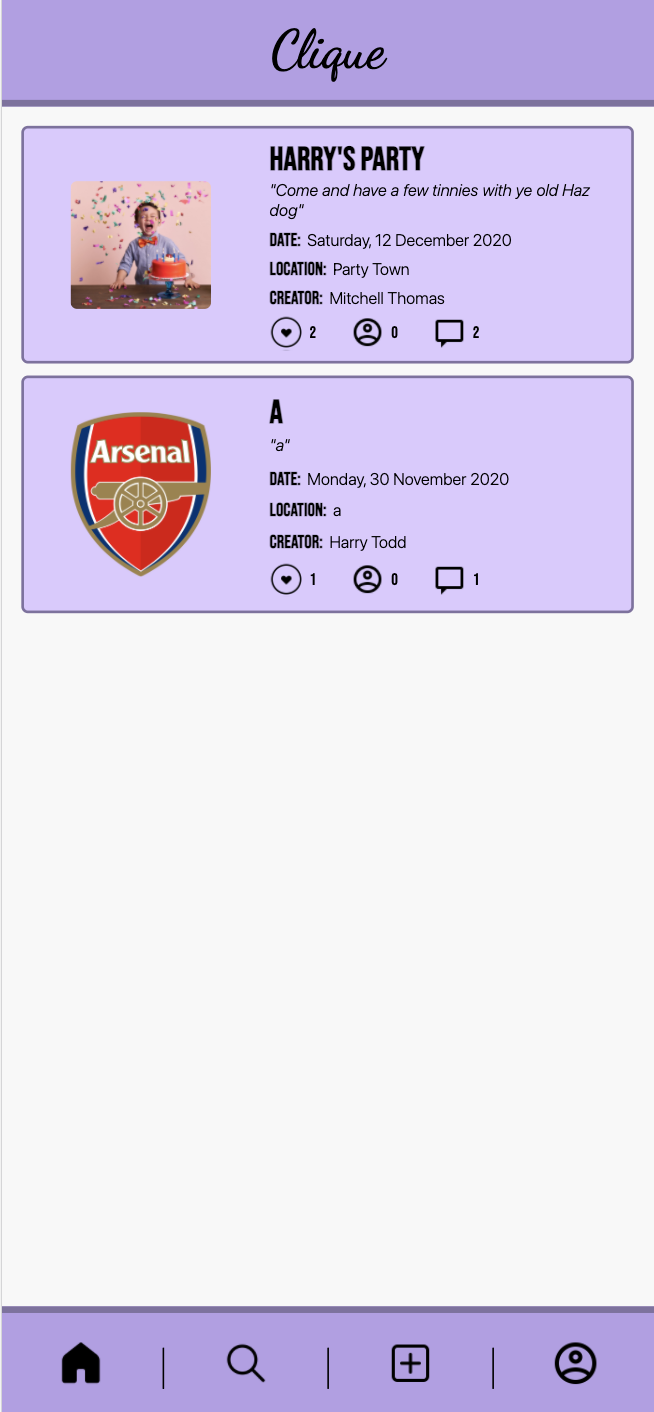 Clique
HARRY'S PARTY
"Come and have a few tinnies with ye old Haz
dog"
DATE: Saturday, 12 December 2020
LOCATION: Party Town
CREATOR: Mitchell Thomas
2 0 2
Arsenal
A
"a"
DATE: Monday, 30 November 2020
LOCATION: a
CREATOR: Harry Todd
1 0 1